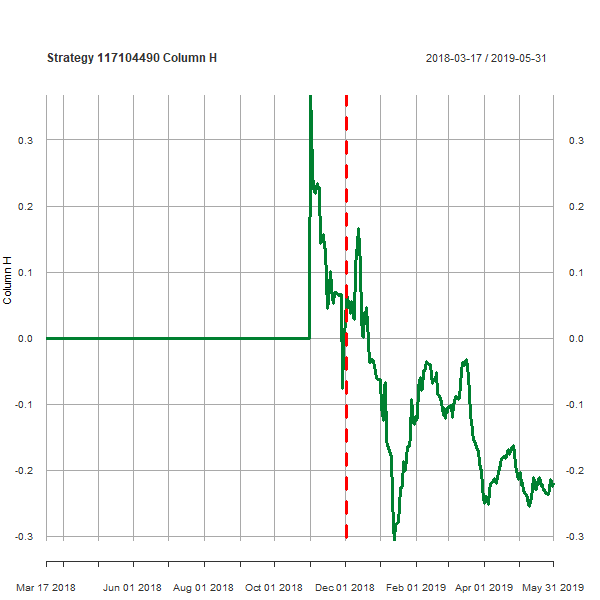 Strategy 117104490 Column H
2018-03-17 / 2019-05-31
Column H
0.3 0.3
0.2 0.2
0.1 0.1
0.0 0.0
-0.1 -0.1
-0.2 -0.2
-0.3 -0.3
Mar 17 2018 Jun 01 2018 Aug 01 2018 Oct 01 2018 Dec 01 2018 Feb 01 2019 Apr 01 2019 May 31 2019